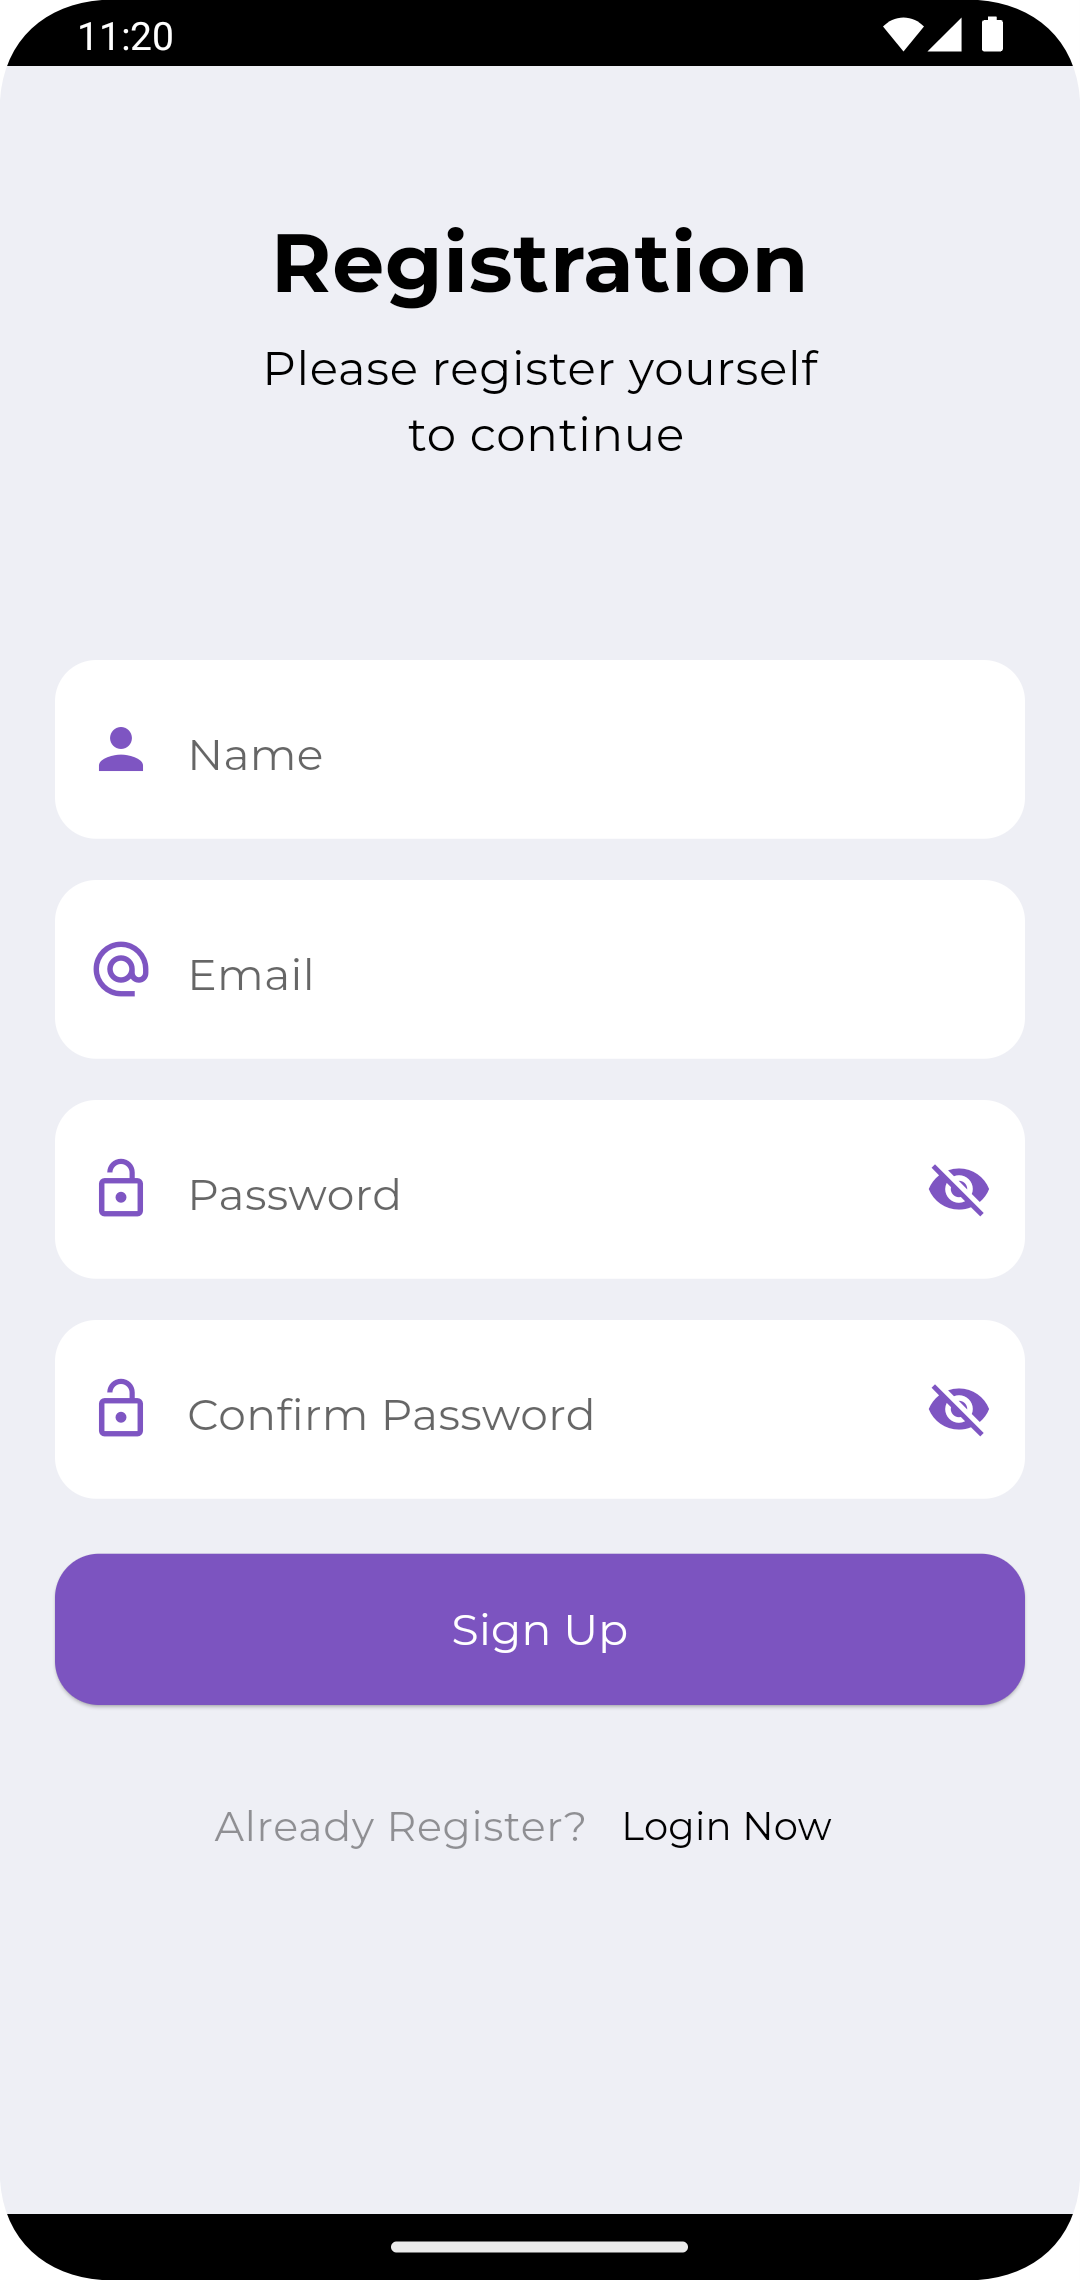 11:20
Registration
Please register yourself
to continue
Name
Email
Password
Confirm Password
Sign Up
Already Register? Login Now